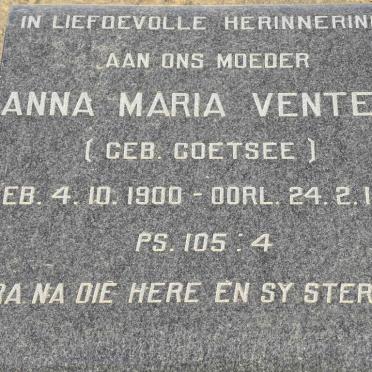 IN LIEFDEVOLLE HERINNERIN
AAN ONS MOEDER
ANNA MARIA VENTE
( GEB. COETSEE )
EB. 4. 10. 1900 - OORL. 24. 2. 1
PS. 105 : 4
RA NA DIE HERE EN SY STER